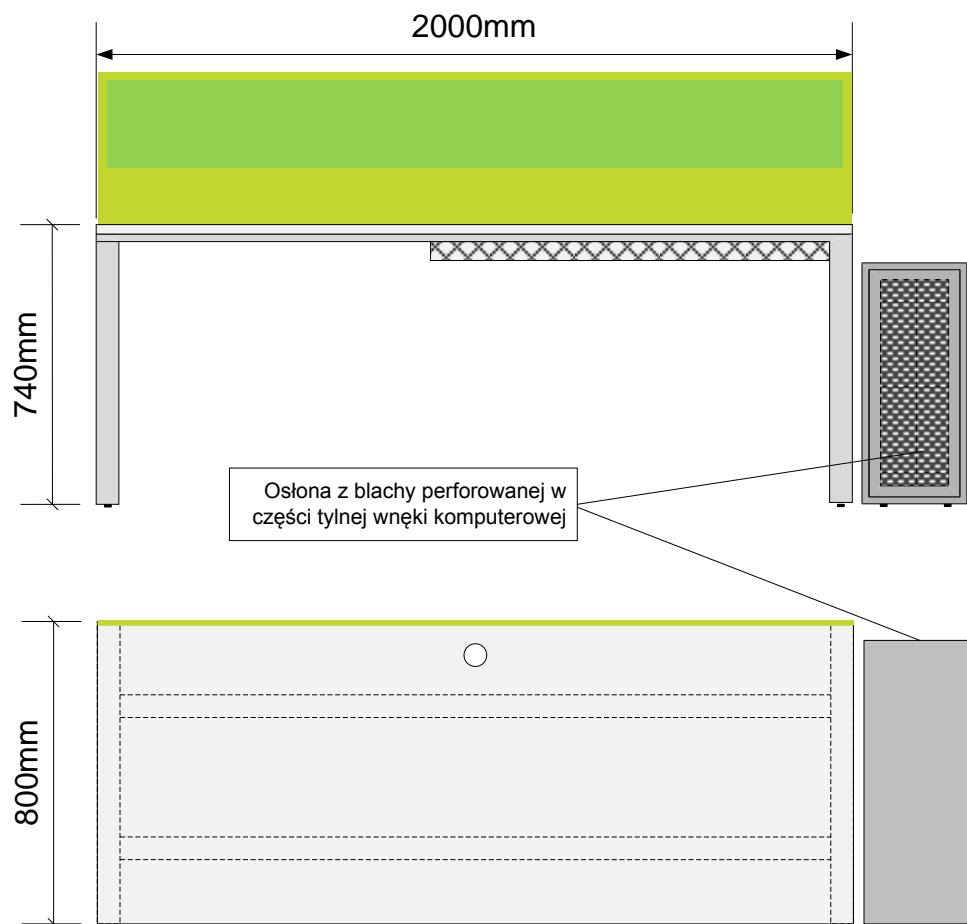 2000mm
740mm
Osłona z blachy perforowanej w
części tylnej wnęki komputerowej
800mm